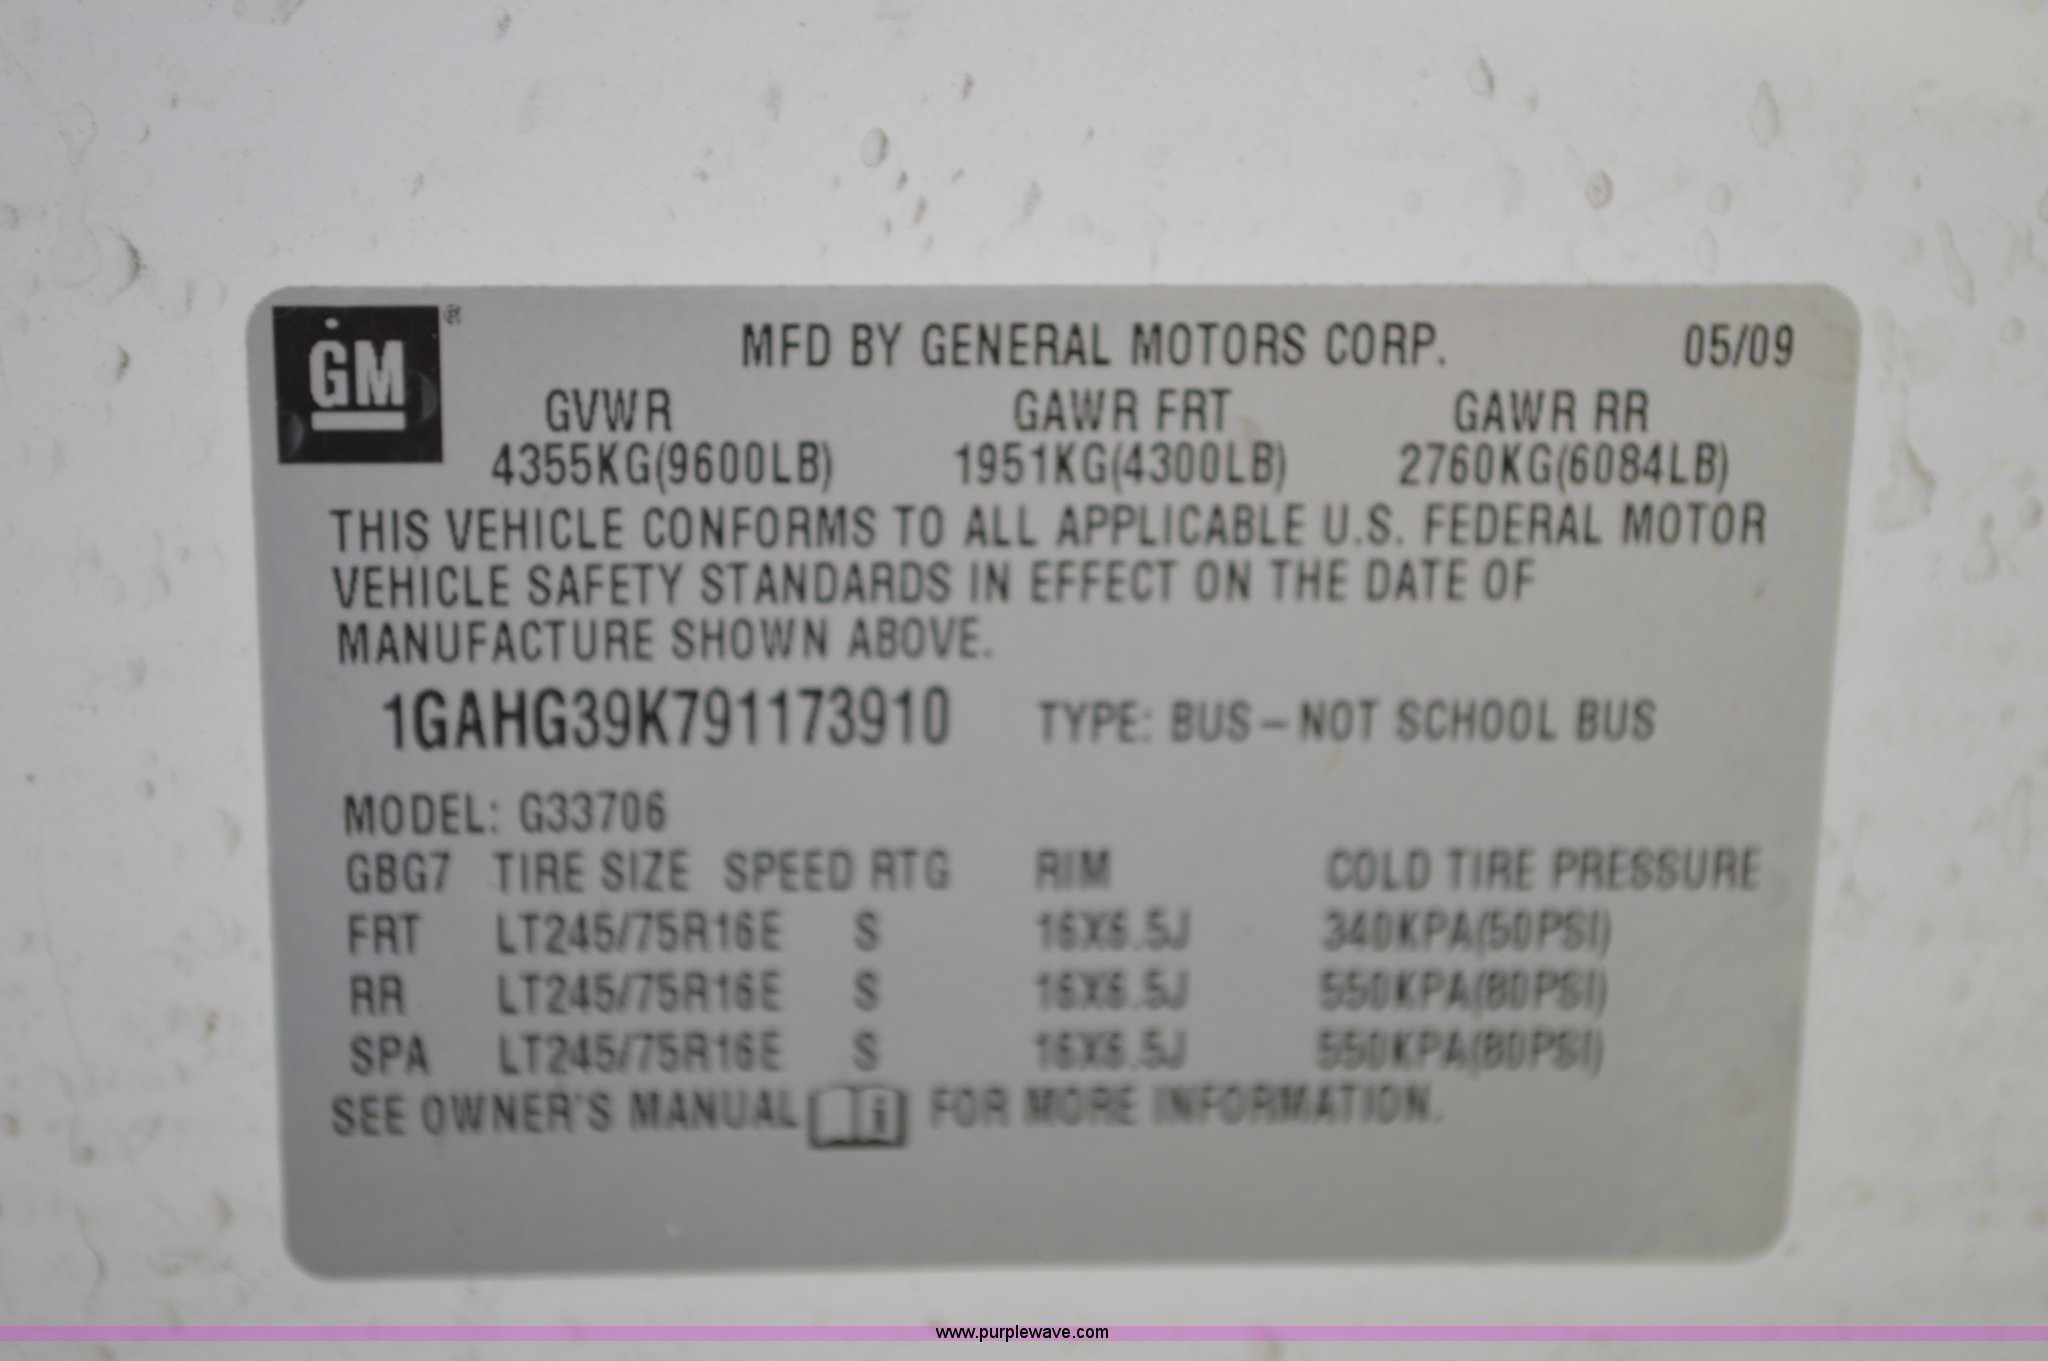 GM®
MFD BY GENERAL MOTORS CORP. 05/09
GVWR GAWR FRT GAWR RR
4355KG(9600LB) 1951KG(4300LB) 2760KG(6084LB)
THIS VEHICLE CONFORMS TO ALL APPLICABLE U.S. FEDERAL MOTOR
VEHICLE SAFETY STANDARDS IN EFFECT ON THE DATE OF
MANUFACTURE SHOWN ABOVE.
1GAHG39K791173910 TYPE: BUS – NOT SCHOOL BUS
MODEL: G33706
GBG7 TIRE SIZE SPEED RTG RIM COLD TIRE PRESSURE
FRT LT245/75R16E S 16X6.5J 340KPA(50PSI)
RR LT245/75R16E S 16X6.5J 550KPA(80PSI)
SPA LT245/75R16E S 16X6.5J 550KPA(80PSI)
SEE OWNER'S MANUAL i FOR MORE INFORMATION.
www.purplewave.com